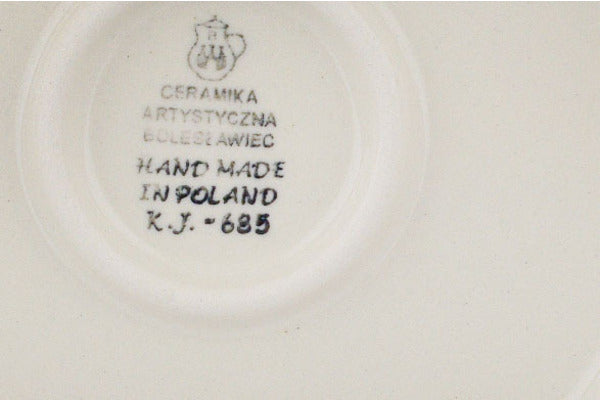 CERAMIKA
ARTYSTYCZNA
BOLESŁAWIEC
HAND MADE
IN POLAND
K.J.-685